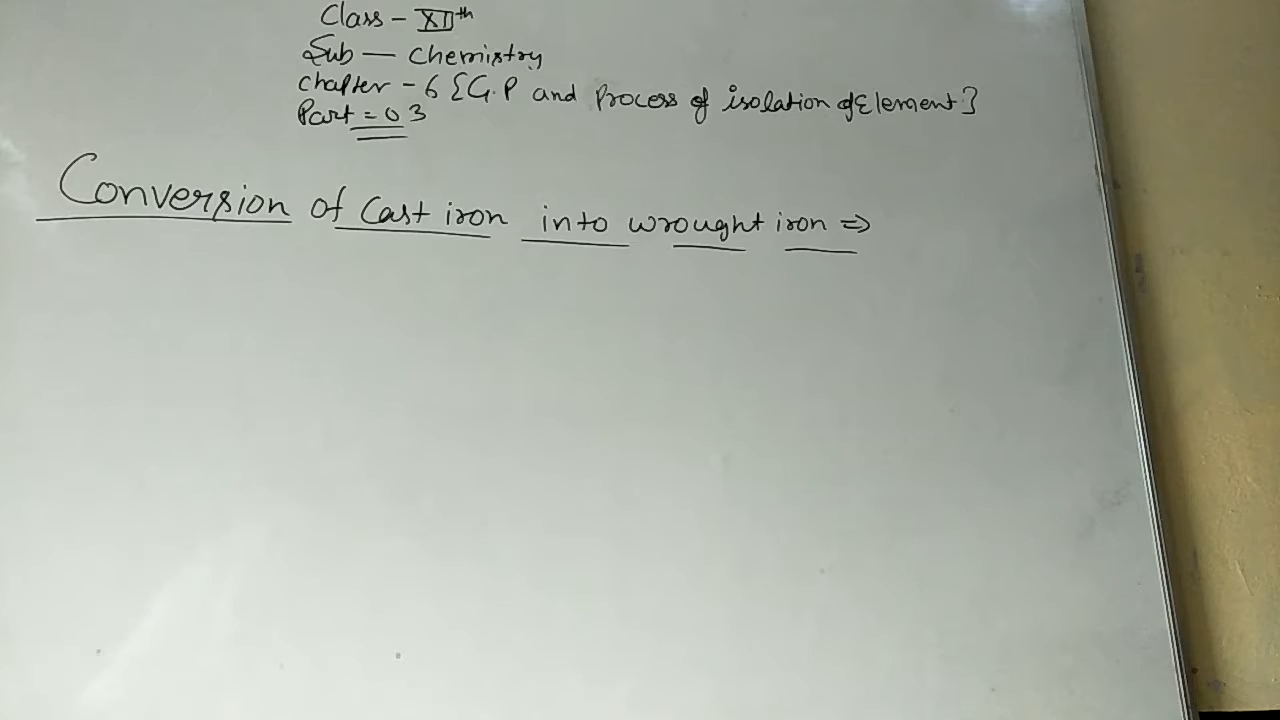 Class - XIIth
Sub - Chemistry
Chapter - 6 {G.P and Process of isolation of Element}
Part = 03
Conversion of Cast iron into wrought iron ⇒